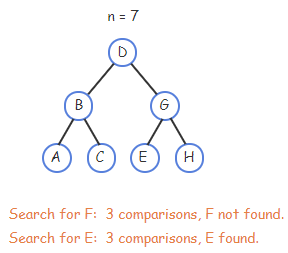 n = 7
D
B G
A C E H
Search for F: 3 comparisons, F not found.
Search for E: 3 comparisons, E found.